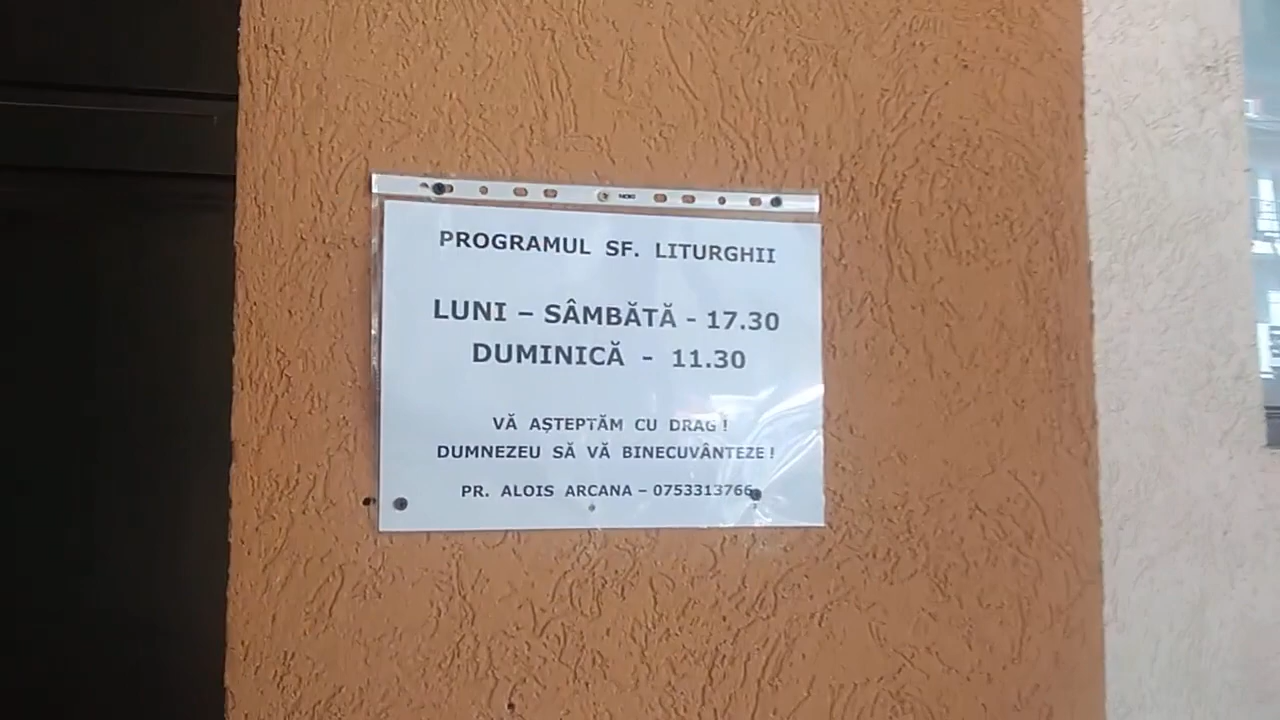 PROGRAMUL SF. LITURGHII
LUNI – SÂMBĂTĂ - 17.30
DUMINICĂ - 11.30
VĂ AȘTEPTĂM CU DRAG !
DUMNEZEU SĂ VĂ BINECUVÂNTEZE !
PR. ALOIS ARCANA – 0753313766